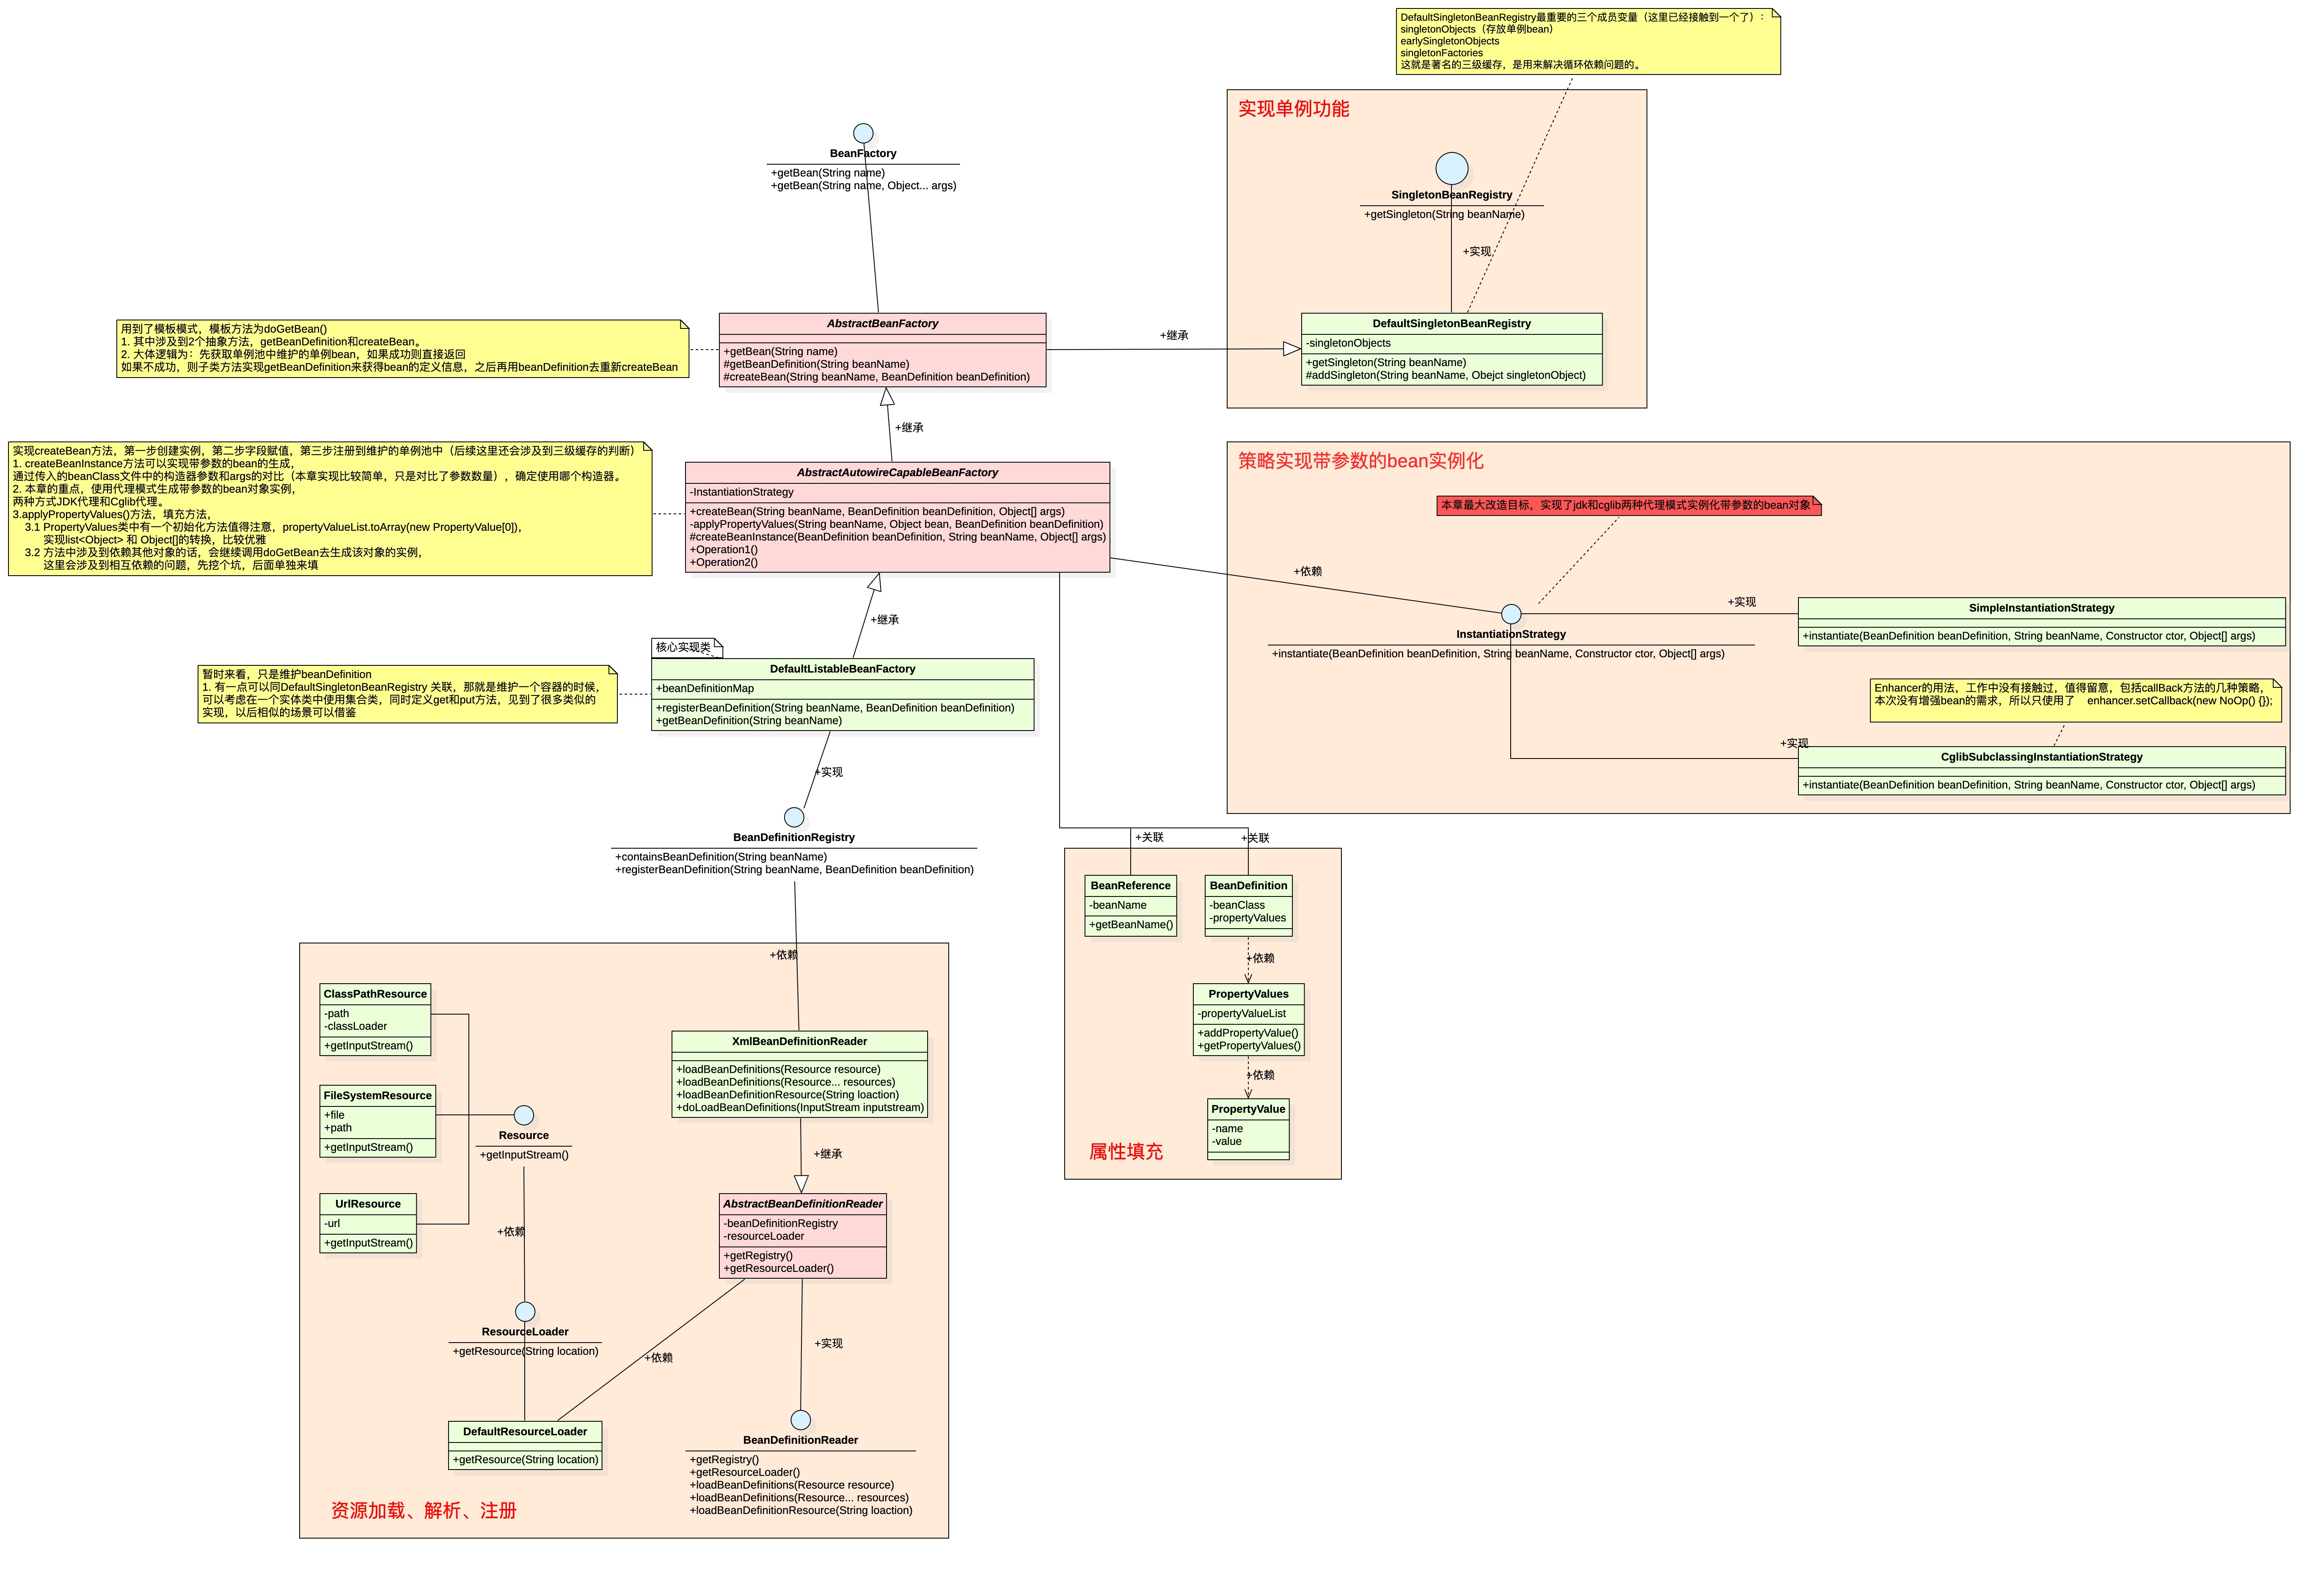 DefaultSingletonBeanRegistry最重要的三个成员变量（这里已经接触到一个了）：
singletonObjects（存放单例bean）
earlySingletonObjects
singletonFactories
这就是著名的三级缓存，是用来解决循环依赖问题的。
实现单例功能
BeanFactory
+getBean(String name)
+getBean(String name, Object... args)
SingletonBeanRegistry
+getSingleton(String beanName)
+实现
用到了模板模式，模板方法为doGetBean()
1. 其中涉及到2个抽象方法，getBeanDefinition和createBean。
2. 大体逻辑为：先获取单例池中维护的单例bean，如果成功则直接返回
如果不成功，则子类方法实现getBeanDefinition来获得bean的定义信息，之后再用beanDefinition去重新createBean
AbstractBeanFactory
+getBean(String name)
#getBeanDefinition(String beanName)
#createBean(String beanName, BeanDefinition beanDefinition)
+继承
DefaultSingletonBeanRegistry
-singletonObjects
+getSingleton(String beanName)
#addSingleton(String beanName, Obejct singletonObject)
+继承
实现createBean方法，第一步创建实例，第二步字段赋值，第三步注册到维护的单例池中（后续这里还会涉及到三级缓存的判断）
1. createBeanInstance方法可以实现带参数的bean的生成，
通过传入的beanClass文件中的构造器参数和args的对比（本章实现比较简单，只是对比了参数数量），确定使用哪个构造器。
2. 本章的重点，使用代理模式生成带参数的bean对象实例，
两种方式JDK代理和Cglib代理。
3.applyPropertyValues()方法，填充方法，
3.1 PropertyValues类中有一个初始化方法值得注意，propertyValueList.toArray(new PropertyValue[0])，
实现list<Object> 和 Object[]的转换，比较优雅
3.2 方法中涉及到依赖其他对象的话，会继续调用doGetBean去生成该对象的实例，
这里会涉及到相互依赖的问题，先挖个坑，后面单独来填
AbstractAutowireCapableBeanFactory
-InstantiationStrategy
+createBean(String beanName, BeanDefinition beanDefinition, Object[] args)
-applyPropertyValues(String beanName, Object bean, BeanDefinition beanDefinition)
#createBeanInstance(BeanDefinition beanDefinition, String beanName, Object[] args)
+Operation1()
+Operation2()
策略实现带参数的bean实例化
本章最大改造目标，实现了jdk和cglib两种代理模式实例化带参数的bean对象
+依赖
InstantiationStrategy
+instantiate(BeanDefinition beanDefinition, String beanName, Constructor ctor, Object[] args)
+实现
SimpleInstantiationStrategy
+instantiate(BeanDefinition beanDefinition, String beanName, Constructor ctor, Object[] args)
Enhancer的用法，工作中没有接触过，值得留意，包括callBack方法的几种策略，
本次没有增强bean的需求，所以只使用了 enhancer.setCallback(new NoOp() {});
+实现
CglibSubclassingInstantiationStrategy
+instantiate(BeanDefinition beanDefinition, String beanName, Constructor ctor, Object[] args)
+继承
核心实现类
暂时来看，只是维护beanDefinition
1. 有一点可以同DefaultSingletonBeanRegistry 关联，那就是维护一个容器的时候，
可以考虑在一个实体类中使用集合类，同时定义get和put方法，见到了很多类似的
实现，以后相似的场景可以借鉴
DefaultListableBeanFactory
+beanDefinitionMap
+registerBeanDefinition(String beanName, BeanDefinition beanDefinition)
+getBeanDefinition(String beanName)
+实现
BeanDefinitionRegistry
+containsBeanDefinition(String beanName)
+registerBeanDefinition(String beanName, BeanDefinition beanDefinition)
+关联
+关联
BeanReference
-beanName
+getBeanName()
BeanDefinition
-beanClass
-propertyValues
+依赖
PropertyValues
-propertyValueList
+addPropertyValue()
+getPropertyValues()
+依赖
PropertyValue
-name
-value
属性填充
+依赖
ClassPathResource
-path
-classLoader
+getInputStream()
XmlBeanDefinitionReader
+loadBeanDefinitions(Resource resource)
+loadBeanDefinitions(Resource... resources)
+loadBeanDefinitionResource(String loaction)
+doLoadBeanDefinitions(InputStream inputstream)
FileSystemResource
+file
+path
+getInputStream()
Resource
+getInputStream()
+继承
UrlResource
-url
+getInputStream()
+依赖
AbstractBeanDefinitionReader
-beanDefinitionRegistry
-resourceLoader
+getRegistry()
+getResourceLoader()
ResourceLoader
+getResource(String location)
+依赖
+实现
DefaultResourceLoader
+getResource(String location)
BeanDefinitionReader
+getRegistry()
+getResourceLoader()
+loadBeanDefinitions(Resource resource)
+loadBeanDefinitions(Resource... resources)
+loadBeanDefinitionResource(String loaction)
资源加载、解析、注册